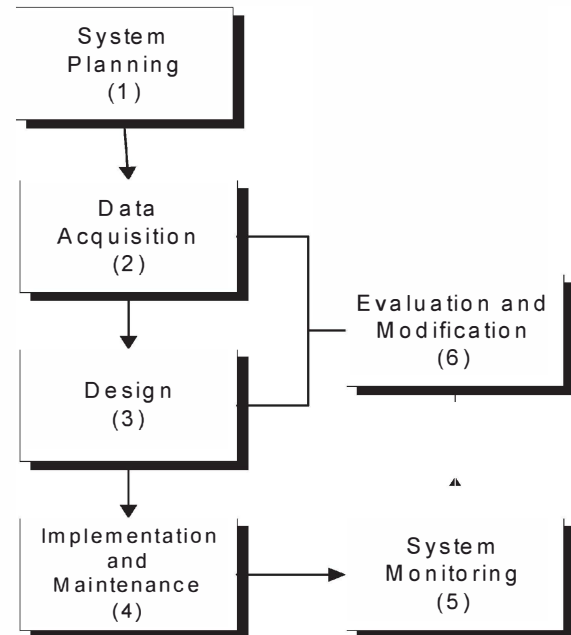 System
Planning
(1)
Data
Acquisition
(2)
Design
(3)
Implementation
and
Maintenance
(4)
Evaluation and
Modification
(6)
System
Monitoring
(5)